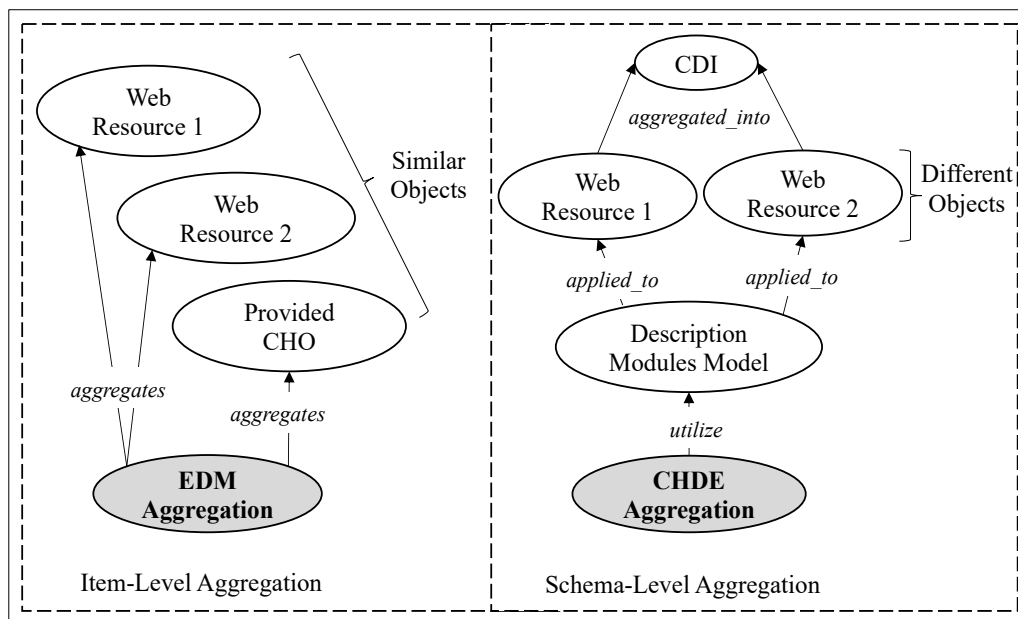 Web
Resource 1
Web
Resource 2
Similar
Objects
Provided
CHO
aggregates
aggregates
EDM
Aggregation
Item-Level Aggregation
CDI
aggregated_into
Web
Resource 1
Web
Resource 2
Different
Objects
applied_to
applied_to
Description
Modules Model
utilize
CHDE
Aggregation
Schema-Level Aggregation